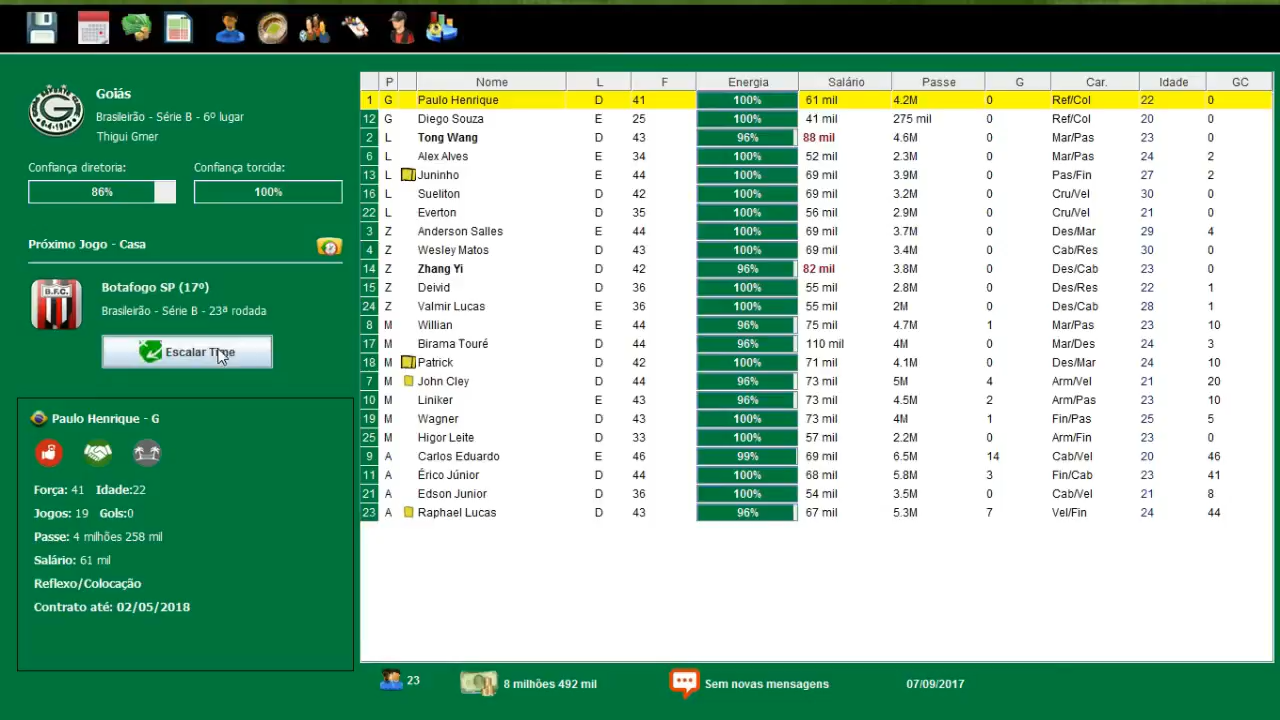 Goiás
Brasileirão - Série B - 6º lugar
Thigui Gmer
Confiança diretoria: Confiança torcida:
86% 100%
Próximo Jogo - Casa
Botafogo SP (17º)
Brasileirão - Série B - 23ª rodada
Escalar Time
Paulo Henrique - G
Força: 41 Idade:22
Jogos: 19 Gols:0
Passe: 4 milhões 258 mil
Salário: 61 mil
Reflexo/Colocação
Contrato até: 02/05/2018
P Nome L F Energia Salário Passe G Car. Idade GC
1 G Paulo Henrique D 41 100% 61 mil 4.2M 0 Ref/Col 22 0
12 G Diego Souza E 25 100% 41 mil 275 mil 0 Ref/Col 20 0
2 L Tong Wang D 43 96% 88 mil 4.6M 0 Mar/Pas 23 0
6 L Alex Alves E 34 100% 52 mil 2.3M 0 Mar/Pas 24 2
13 L Juninho E 44 100% 69 mil 3.9M 0 Pas/Fin 27 2
16 L Sueliton D 42 100% 69 mil 3.2M 0 Cru/Vel 30 0
22 L Everton D 35 100% 56 mil 2.9M 0 Cru/Vel 21 0
3 Z Anderson Salles E 44 100% 69 mil 3.7M 0 Des/Mar 29 4
4 Z Wesley Matos D 43 100% 69 mil 3.4M 0 Cab/Res 30 0
14 Z Zhang Yi D 42 96% 82 mil 3.8M 0 Des/Cab 23 0
15 Z Deivid D 36 100% 55 mil 2.8M 0 Des/Res 22 1
24 Z Valmir Lucas E 36 100% 55 mil 2M 0 Des/Cab 28 1
8 M Willian E 44 96% 75 mil 4.7M 1 Mar/Pas 23 10
17 M Birama Touré D 44 96% 110 mil 4M 0 Mar/Des 24 3
18 M Patrick D 42 100% 71 mil 4.1M 0 Des/Mar 24 10
7 M John Cley D 44 96% 73 mil 5M 4 Arm/Vel 21 20
10 M Liniker E 43 96% 73 mil 4.5M 2 Arm/Pas 23 10
19 M Wagner D 43 100% 73 mil 4M 1 Fin/Pas 25 5
25 M Higor Leite D 33 100% 57 mil 2.2M 0 Arm/Fin 23 0
9 A Carlos Eduardo E 46 99% 69 mil 6.5M 14 Cab/Vel 20 46
11 A Érico Júnior D 44 100% 68 mil 5.8M 3 Fin/Cab 23 41
21 A Edson Junior D 36 100% 54 mil 3.5M 0 Cab/Vel 21 8
23 A Raphael Lucas D 43 96% 67 mil 5.3M 7 Vel/Fin 24 44
23 8 milhões 492 mil Sem novas mensagens 07/09/2017